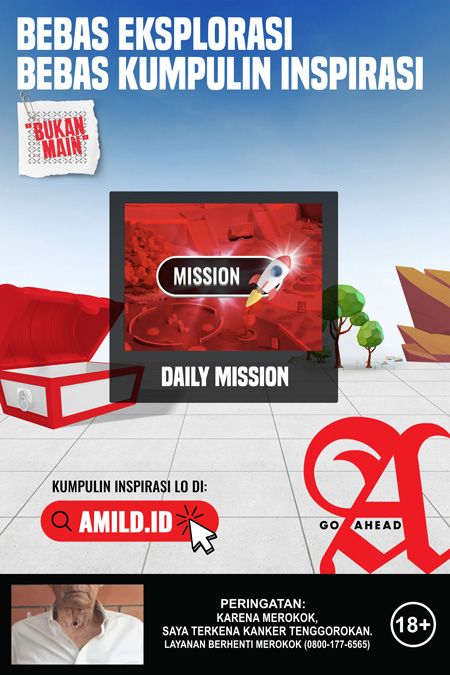 BEBAS EKSPLORASI
BEBAS KUMPULIN INSPIRASI
"BUKAN
MAIN"
MISSION
DAILY MISSION
KUMPULIN INSPIRASI LO DI:
AMILD.ID
A
GO AHEAD
PERINGATAN:
KARENA MEROKOK,
SAYA TERKENA KANKER TENGGOROKAN.
LAYANAN BERHENTI MEROKOK (0800-177-6565)
18+